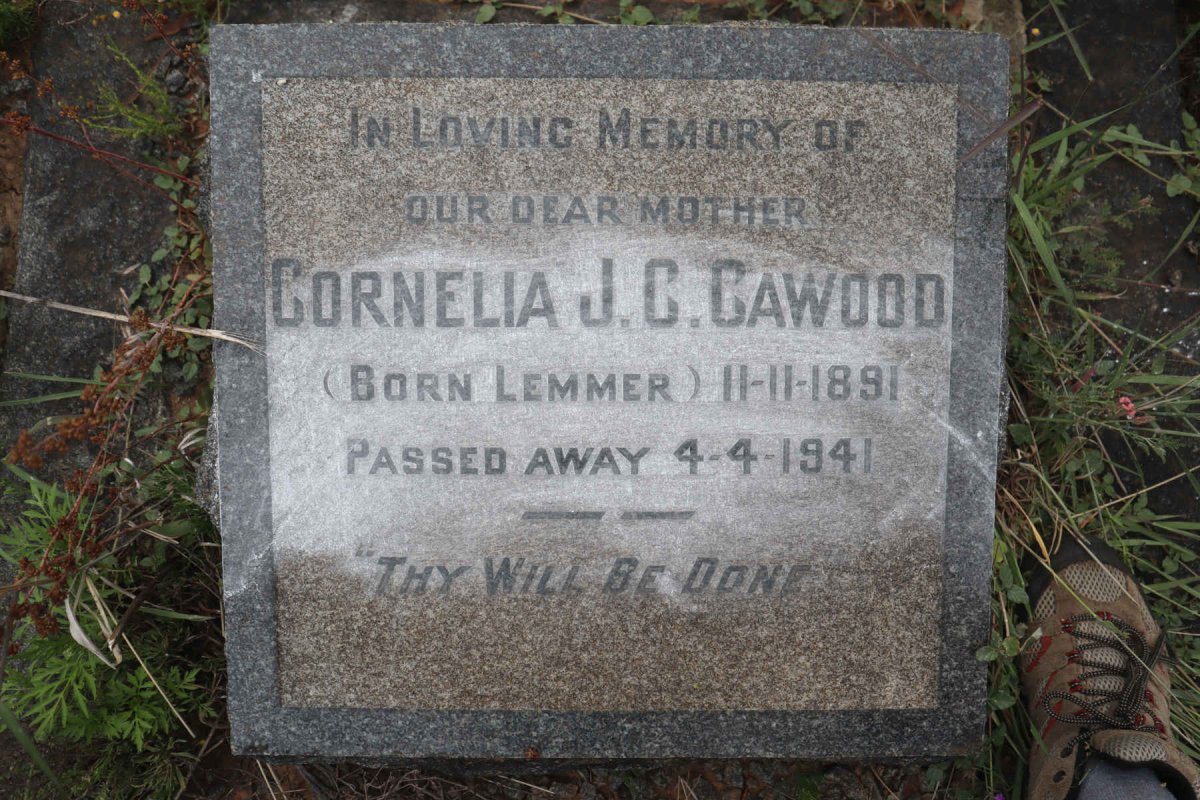 In Loving Memory of
our dear mother
Cornelia J. C. Cawood
(Born Lemmer) 11-11-1891
Passed away 4-4-1941
"Thy Will Be Done"